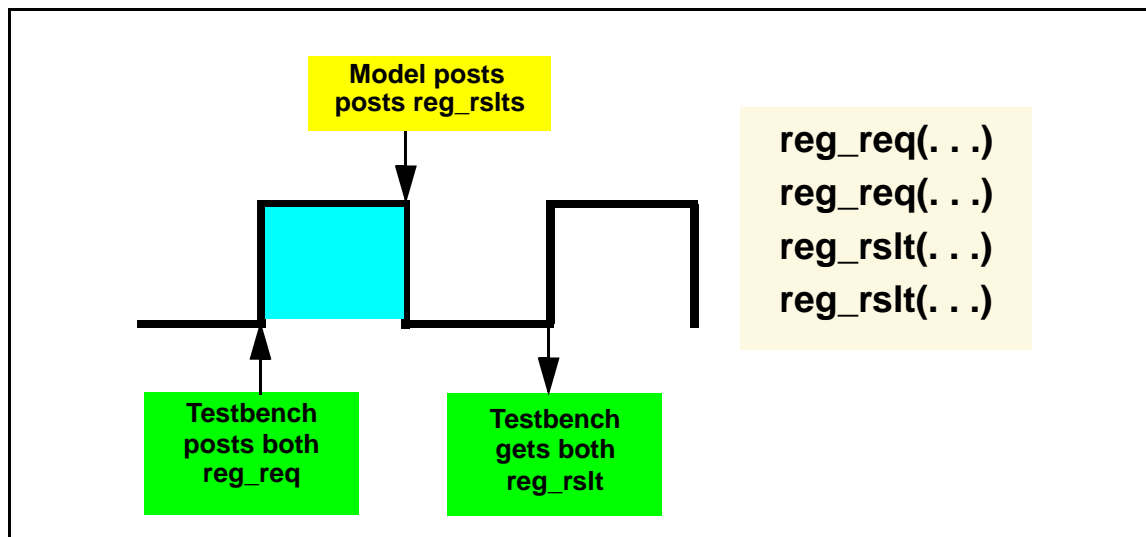 Model posts
posts reg_rslts
reg_req(. . .)
reg_req(. . .)
reg_rslt(. . .)
reg_rslt(. . .)
Testbench
posts both
reg_req
Testbench
gets both
reg_rslt